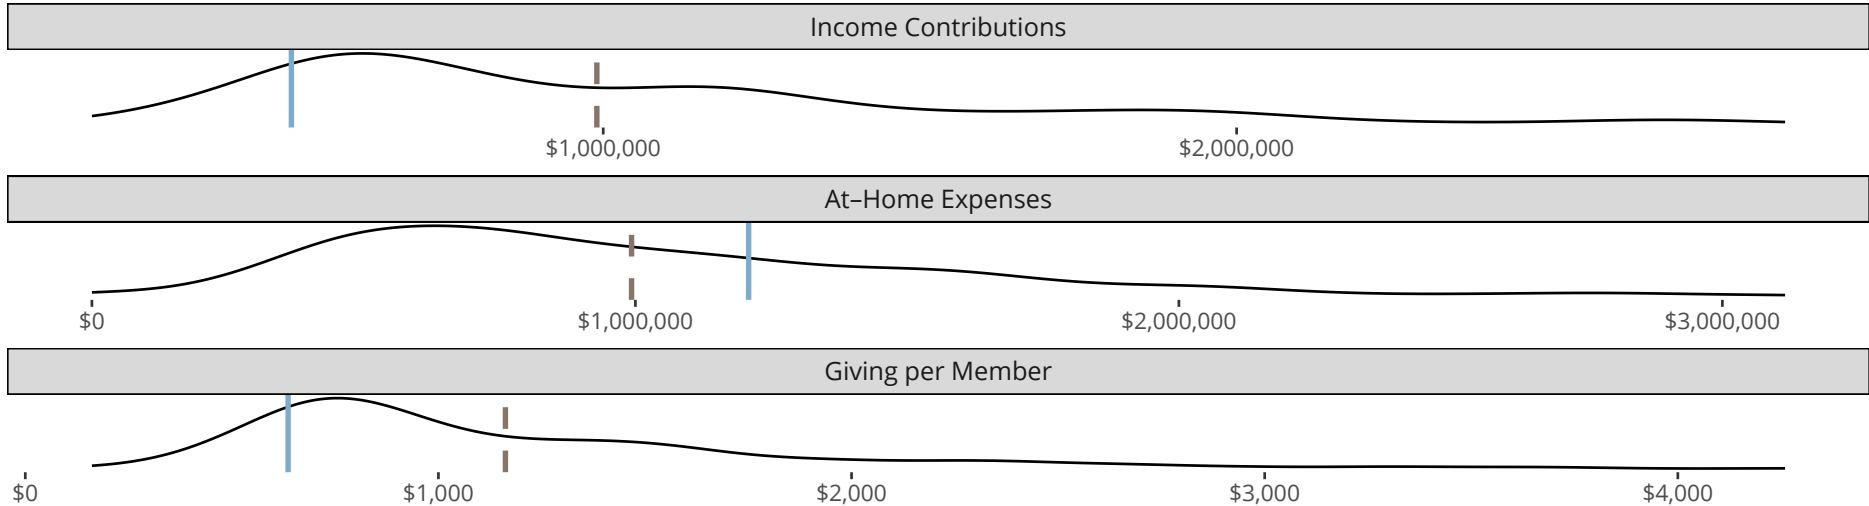 Income Contributions
$1,000,000 $2,000,000
At–Home Expenses
$0 $1,000,000 $2,000,000 $3,000,000
Giving per Member
$0 $1,000 $2,000 $3,000 $4,000